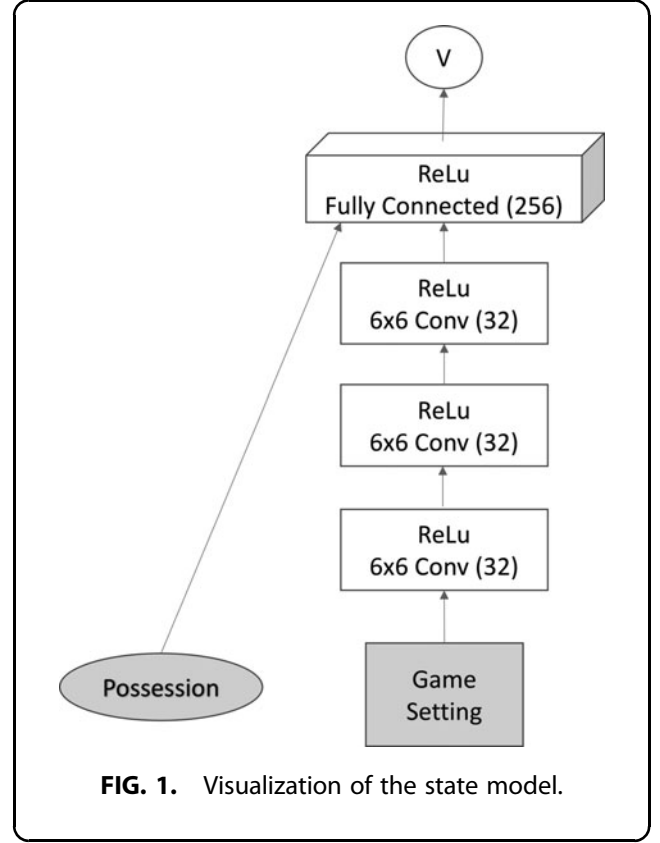 V
ReLu
Fully Connected (256)
ReLu
6x6 Conv (32)
ReLu
6x6 Conv (32)
ReLu
6x6 Conv (32)
Possession
Game
Setting
FIG. 1. Visualization of the state model.